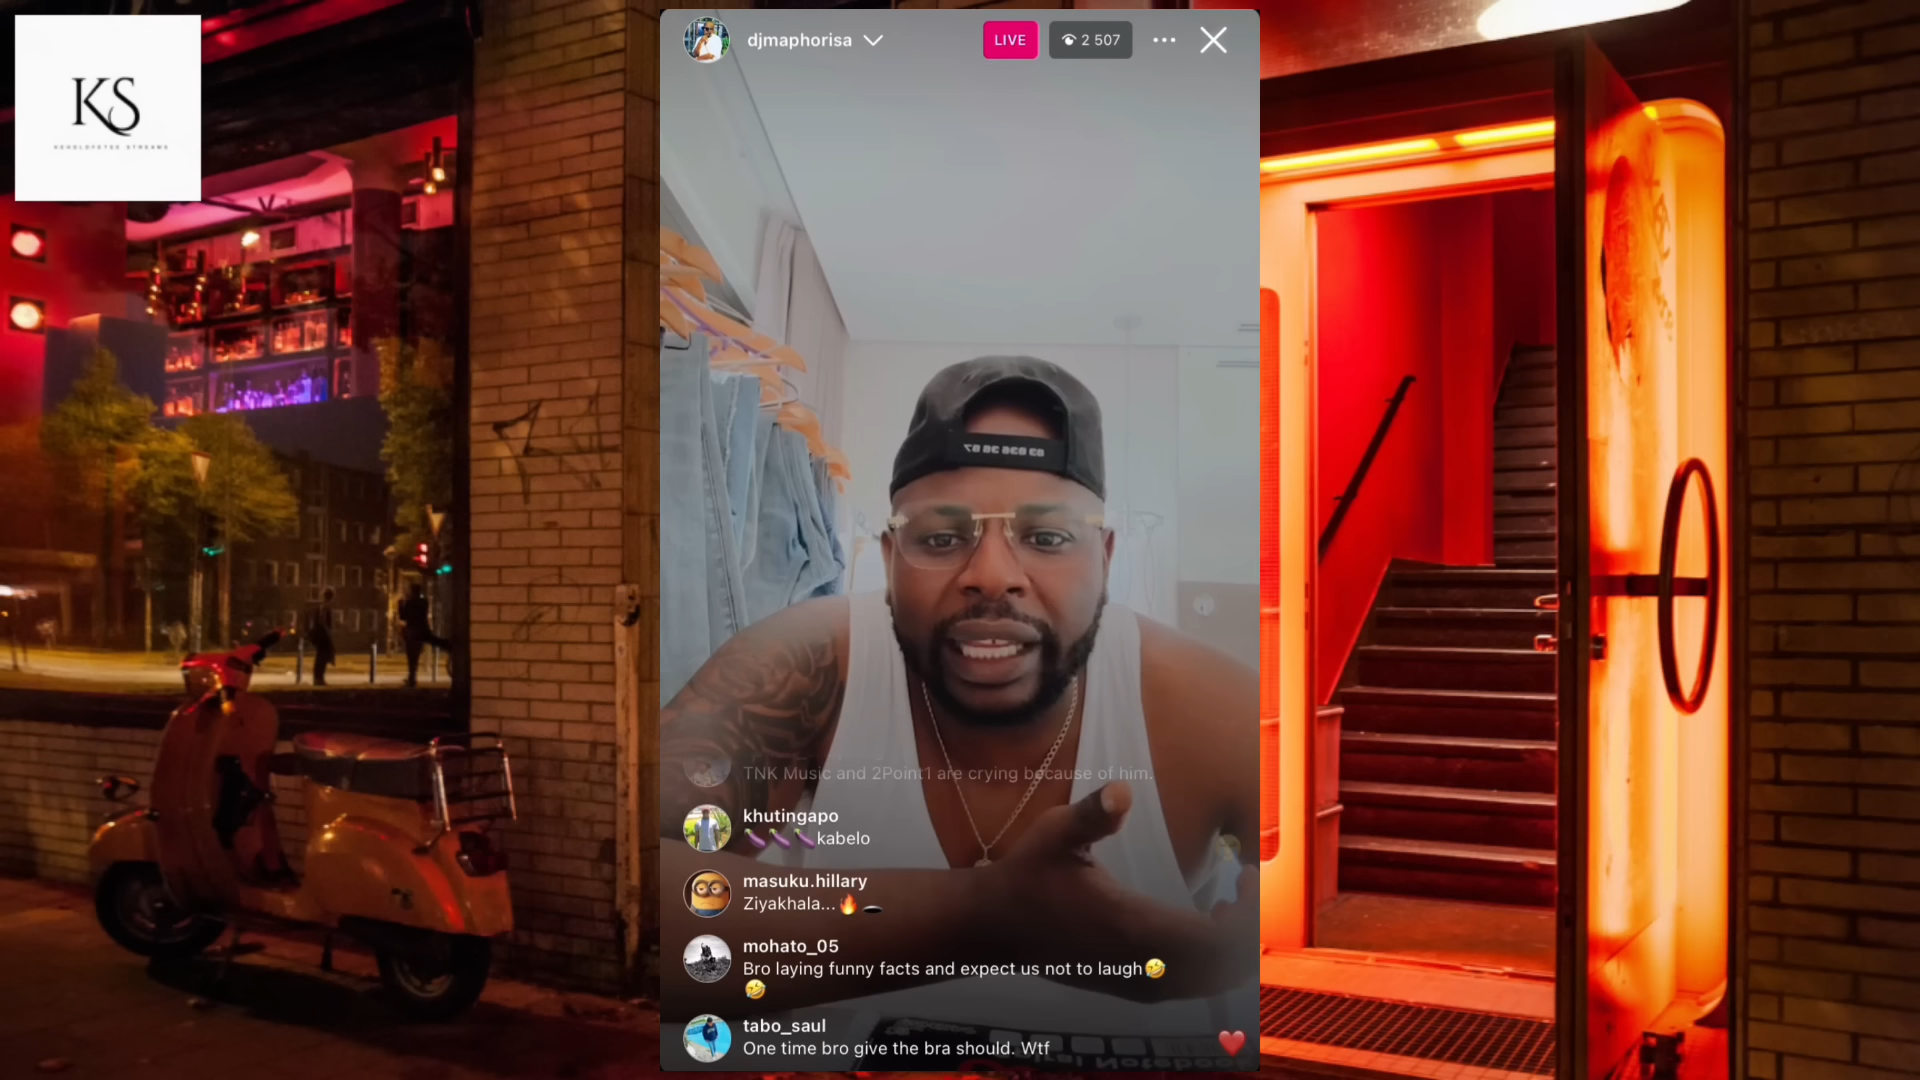 KS
djmaphorisa
LIVE
2 507
TNK Music and 2Point1 are crying because of him.
khutingapo
🍆🍆🍆kabelo
masuku.hillary
Ziyakhala...🔥🕳️
mohato_05
Bro laying funny facts and expect us not to laugh🤣
🤣
tabo_saul
One time bro give the bra should. Wtf